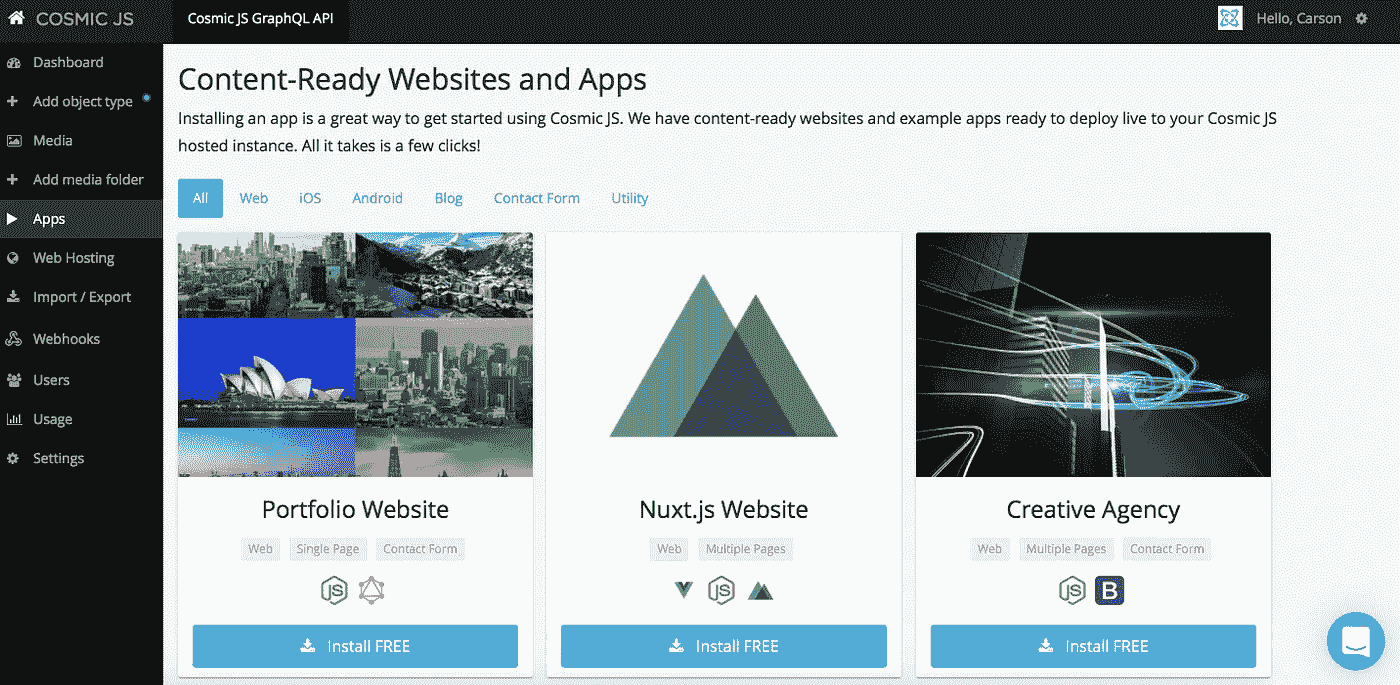 COSMIC JS
Cosmic JS GraphQL API
Hello, Carson
Dashboard
Add object type
Media
Add media folder
Apps
Web Hosting
Import / Export
Webhooks
Users
Usage
Settings
Content-Ready Websites and Apps
Installing an app is a great way to get started using Cosmic JS. We have content-ready websites and example apps ready to deploy live to your Cosmic JS
hosted instance. All it takes is a few clicks!
All Web iOS Android Blog Contact Form Utility
Portfolio Website
Web Single Page Contact Form
JS
Install FREE
Nuxt.js Website
Web Multiple Pages
JS
Install FREE
Creative Agency
Web Multiple Pages Contact Form
JS B
Install FREE